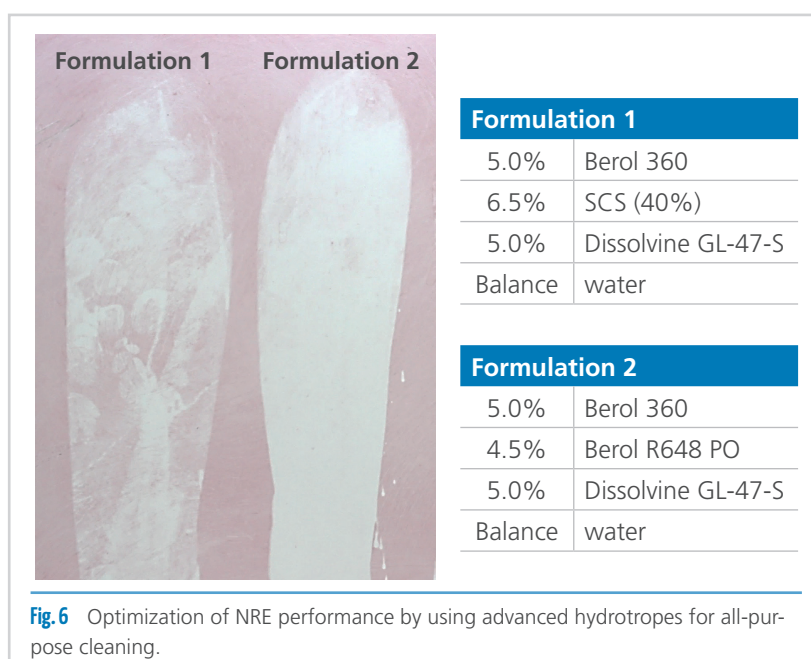 Formulation 1 Formulation 2
Formulation 1
5.0% Berol 360
6.5% SCS (40%)
5.0% Dissolvine GL-47-S
Balance water
Formulation 2
5.0% Berol 360
4.5% Berol R648 PO
5.0% Dissolvine GL-47-S
Balance water
Fig. 6 Optimization of NRE performance by using advanced hydrotropes for all-pur-
pose cleaning.